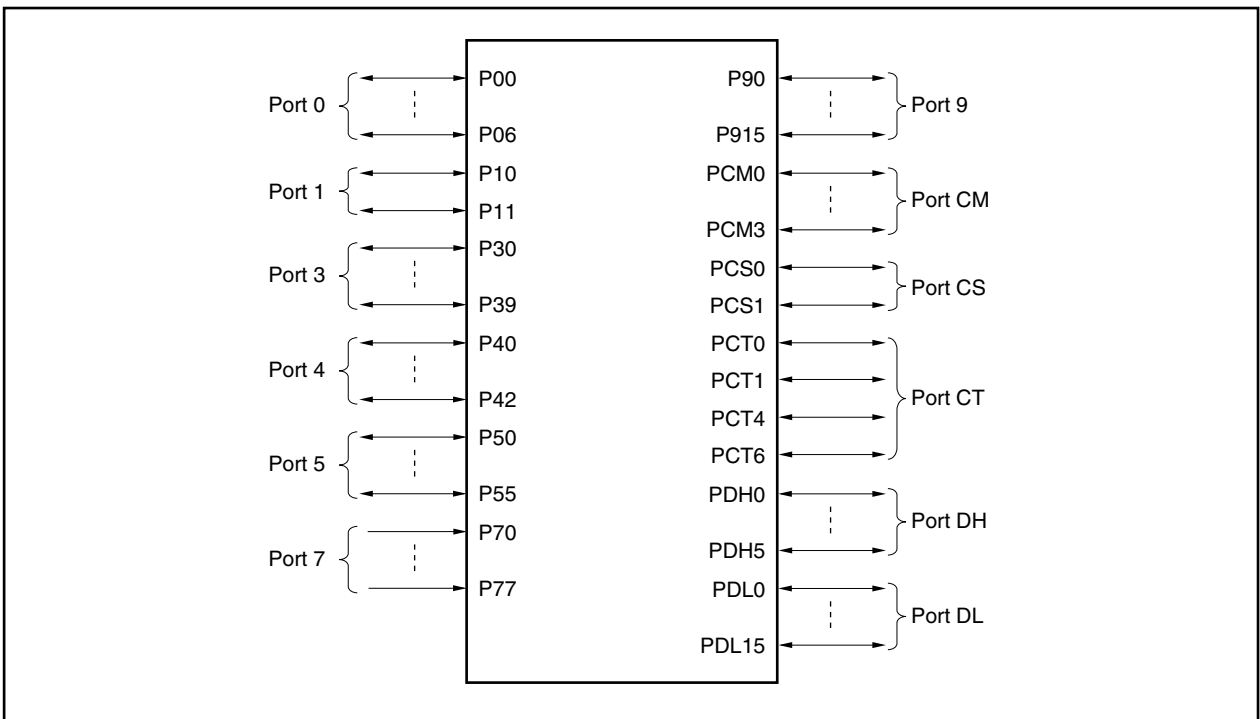 Port 0
P00
P06
Port 1
P10
P11
Port 3
P30
P39
Port 4
P40
P42
Port 5
P50
P55
Port 7
P70
P77
P90
P915
Port 9
PCM0
PCM3
Port CM
PCS0
PCS1
Port CS
PCT0
PCT1
PCT4
PCT6
Port CT
PDH0
PDH5
Port DH
PDL0
PDL15
Port DL